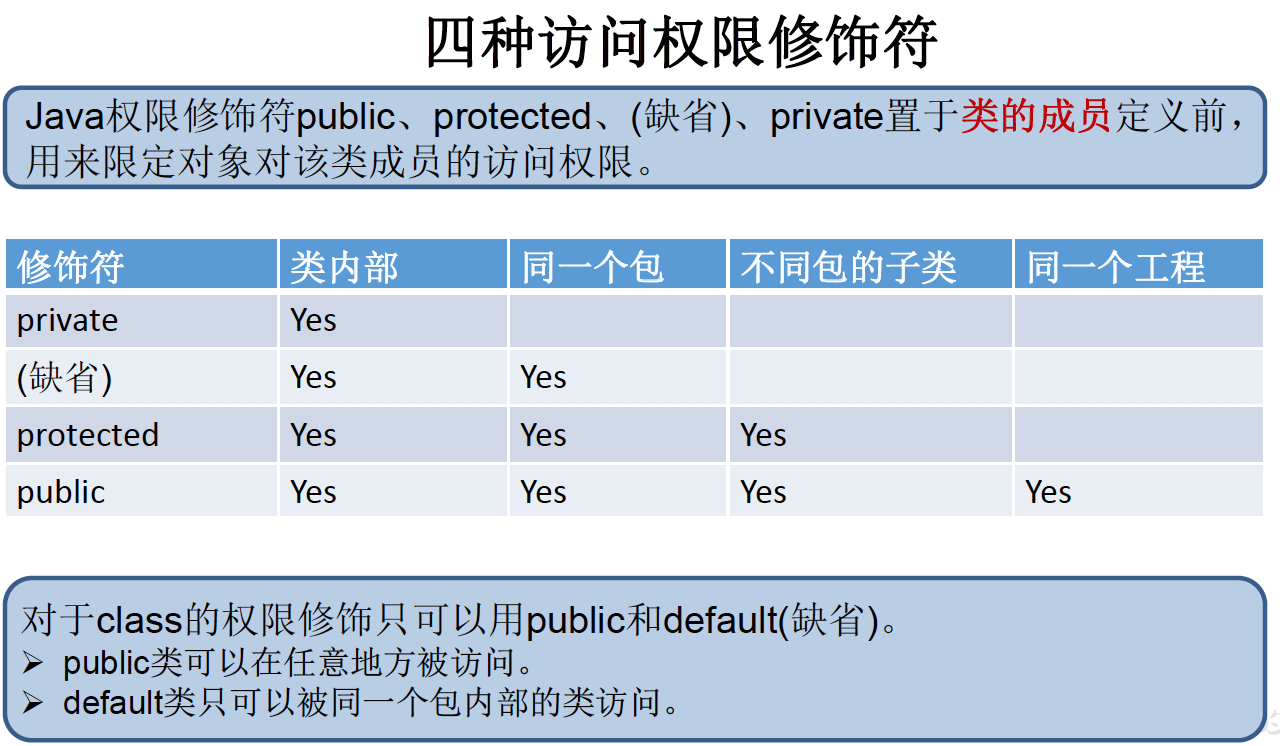 四种访问权限修饰符
Java权限修饰符public、protected、(缺省)、private置于类的成员定义前，
用来限定对象对该类成员的访问权限。
修饰符 类内部 同一个包 不同包的子类 同一个工程
private Yes
(缺省) Yes Yes
protected Yes Yes Yes
public Yes Yes Yes Yes
对于class的权限修饰只可以用public和default(缺省)。
➢ public类可以在任意地方被访问。
➢ default类只可以被同一个包内部的类访问。